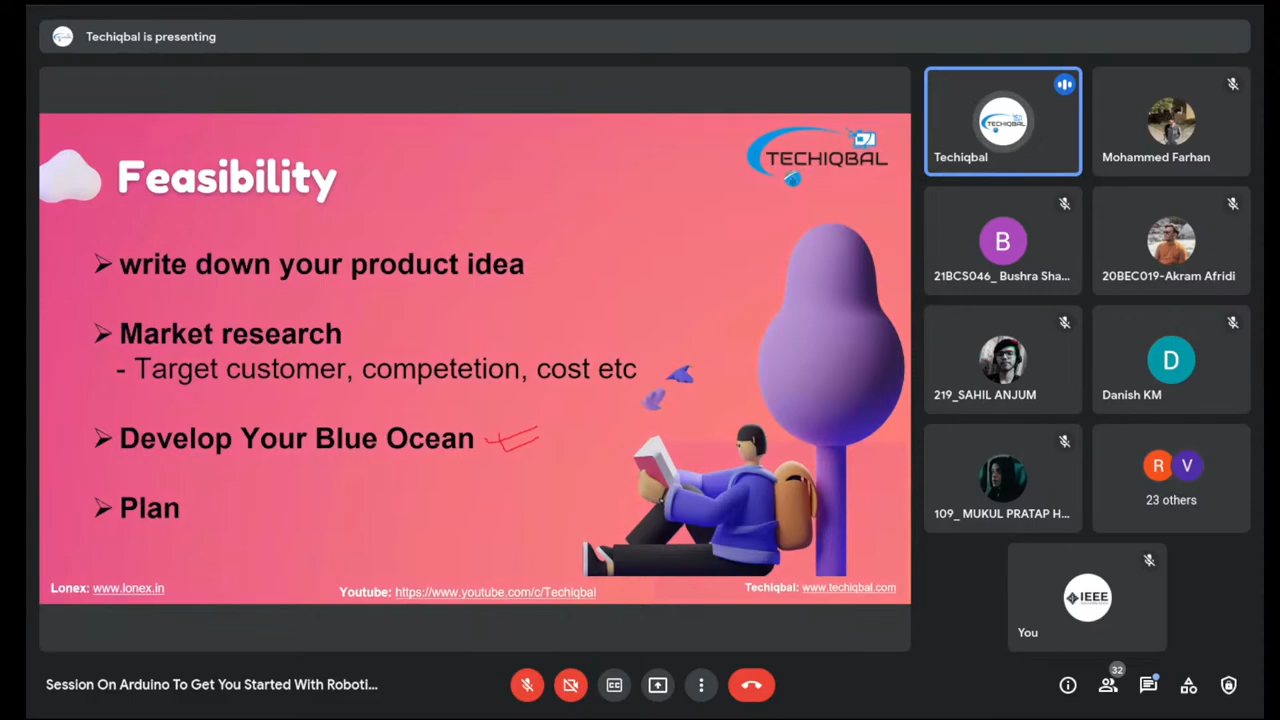 Techiqbal is presenting
Feasibility
TECHIQBAL
➢ write down your product idea
➢ Market research
- Target customer, competetion, cost etc
➢ Develop Your Blue Ocean
➢ Plan
Lonex: www.lonex.in
Youtube: https://www.youtube.com/c/Techiqbal
Techiqbal: www.techiqbal.com
TECHIQBAL
Techiqbal
Mohammed Farhan
B
21BCS046_ Bushra Sha...
20BEC019-Akram Afridi
219_SAHIL ANJUM
D
Danish KM
109_ MUKUL PRATAP H...
R V
23 others
IEEE
You
Session On Arduino To Get You Started With Roboti...
CC
32